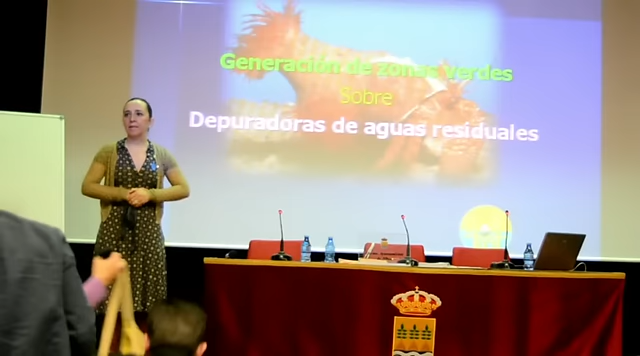 Generación de zonas verdes
Sobre
Depuradoras de aguas residuales